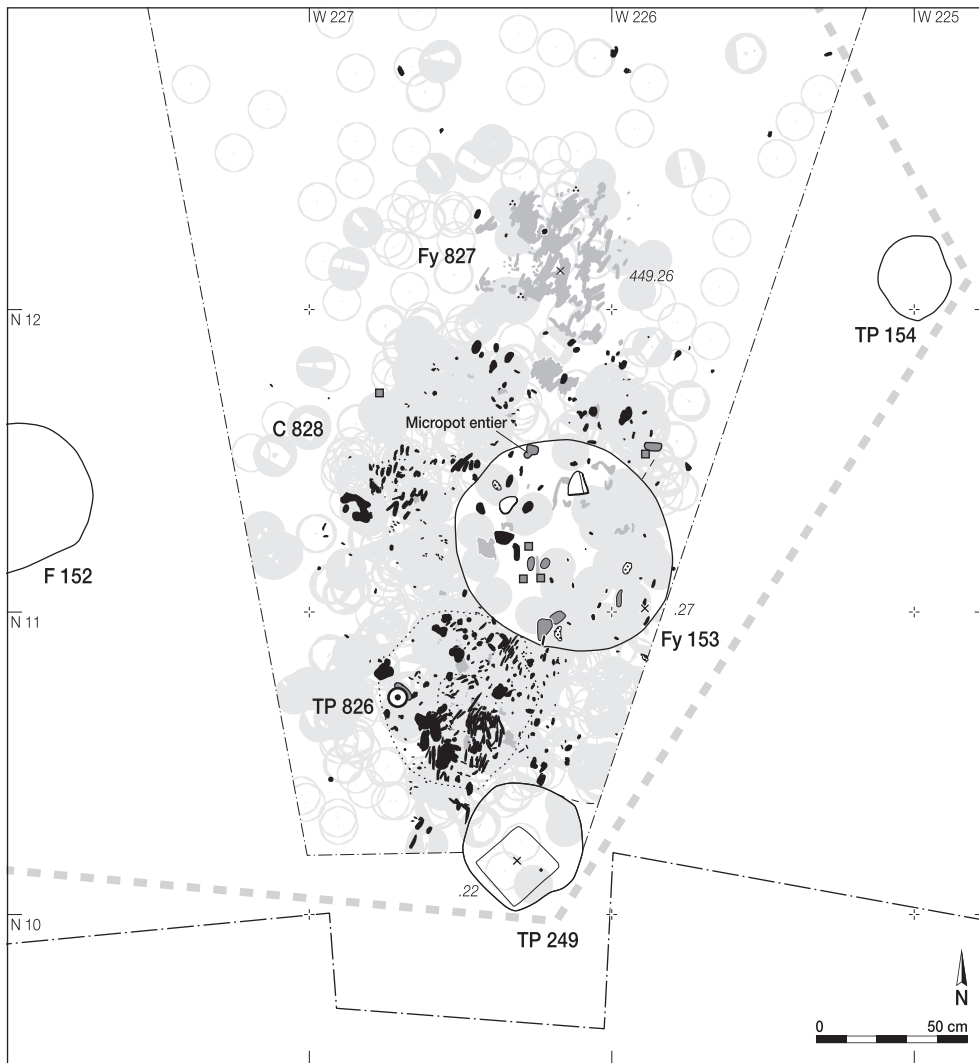 W 227
W 226
W 225
Fy 827
449.26
N 12
TP 154
Micropot entier
C 828
F 152
.27
N 11
Fy 153
TP 826
.22
N 10
TP 249
N
0 50 cm